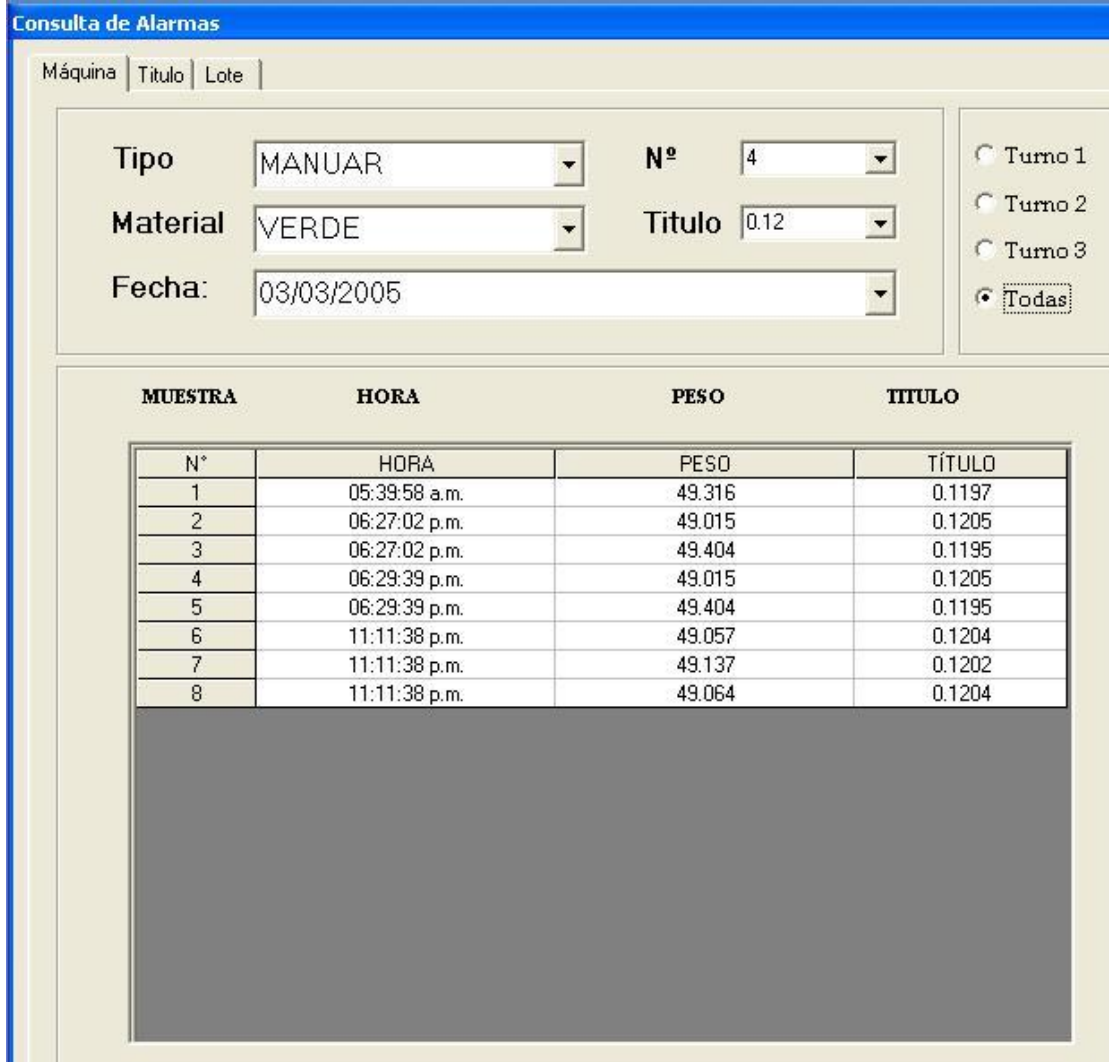 Consulta de Alarmas
Máquina Titulo Lote
Tipo MANUAR Nº 4
Material VERDE Titulo 0.12
Fecha: 03/03/2005
Turno 1
Turno 2
Turno 3
Todas
MUESTRA HORA PESO TITULO
N° HORA PESO TÍTULO
1 05:39:58 a.m. 49.316 0.1197
2 06:27:02 p.m. 49.015 0.1205
3 06:27:02 p.m. 49.404 0.1195
4 06:29:39 p.m. 49.015 0.1205
5 06:29:39 p.m. 49.404 0.1195
6 11:11:38 p.m. 49.057 0.1204
7 11:11:38 p.m. 49.137 0.1202
8 11:11:38 p.m. 49.064 0.1204